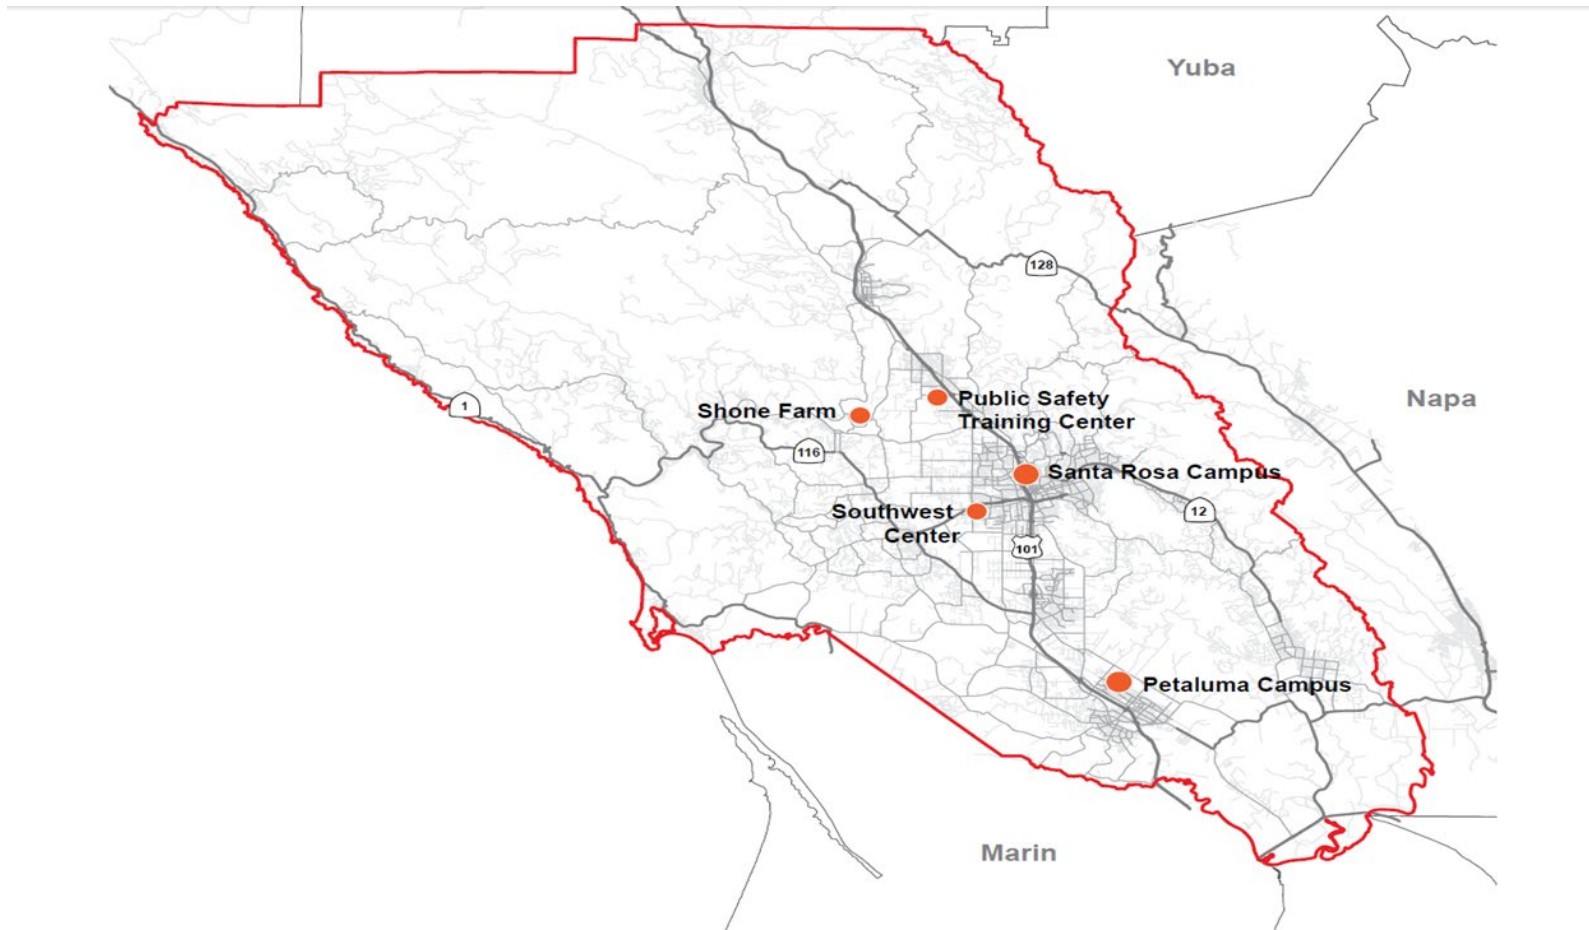 Yuba
128
Napa
1
Shone Farm
Public Safety
Training Center
116
Santa Rosa Campus
Southwest
Center
12
101
Petaluma Campus
Marin